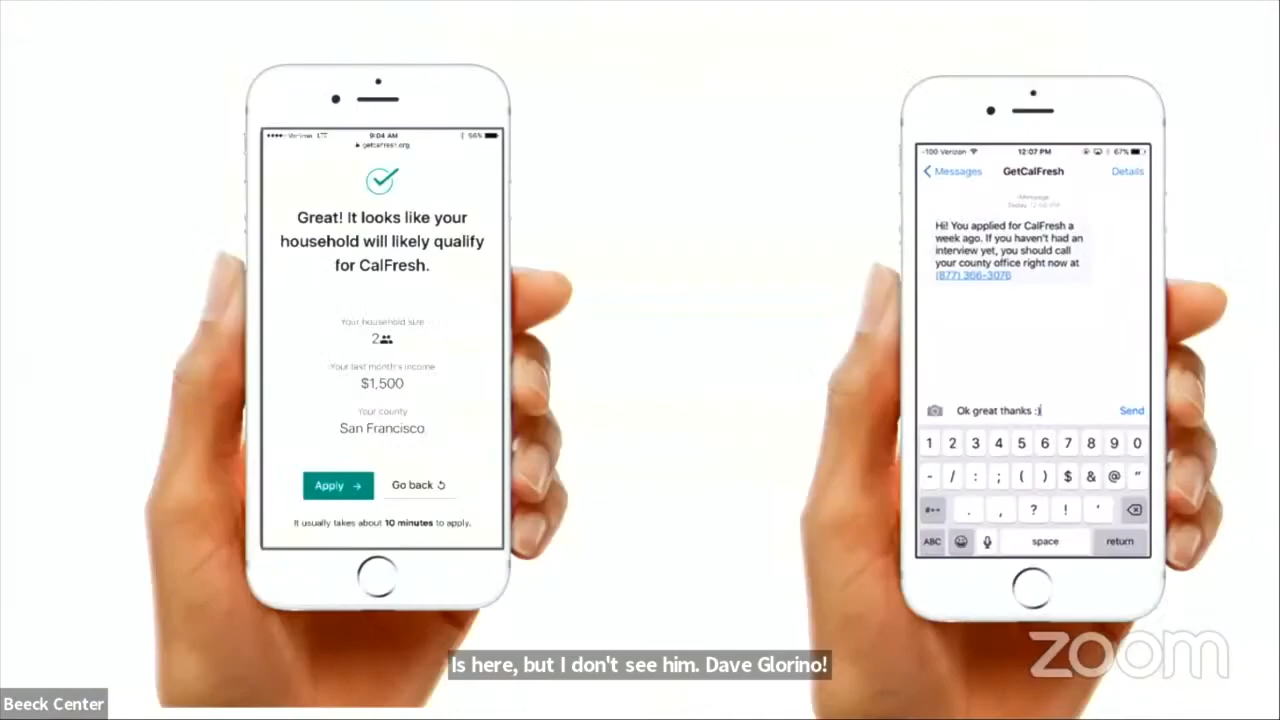 Verizon LTE
9:04 AM
56%
getcalfresh.org
Great! It looks like your
household will likely qualify
for CalFresh.
Your household size
2
Your last month's income
$1,500
Your county
San Francisco
Apply →
Go back
It usually takes about 10 minutes to apply.
-100 Verizon
12:07 PM
67%
Messages
GetCalFresh
Details
iMessage
Today
Hi! You applied for CalFresh a
week ago. If you haven't had an
interview yet, you should call
your county office right now at
(877) 366-3076
Ok great thanks :)
Send
1 2 3 4 5 6 7 8 9 0
- / : ; ( ) $ & @ "
#+= . , ? ! '
ABC space return
zoom
Is here, but I don't see him. Dave Glorino!
Beeck Center